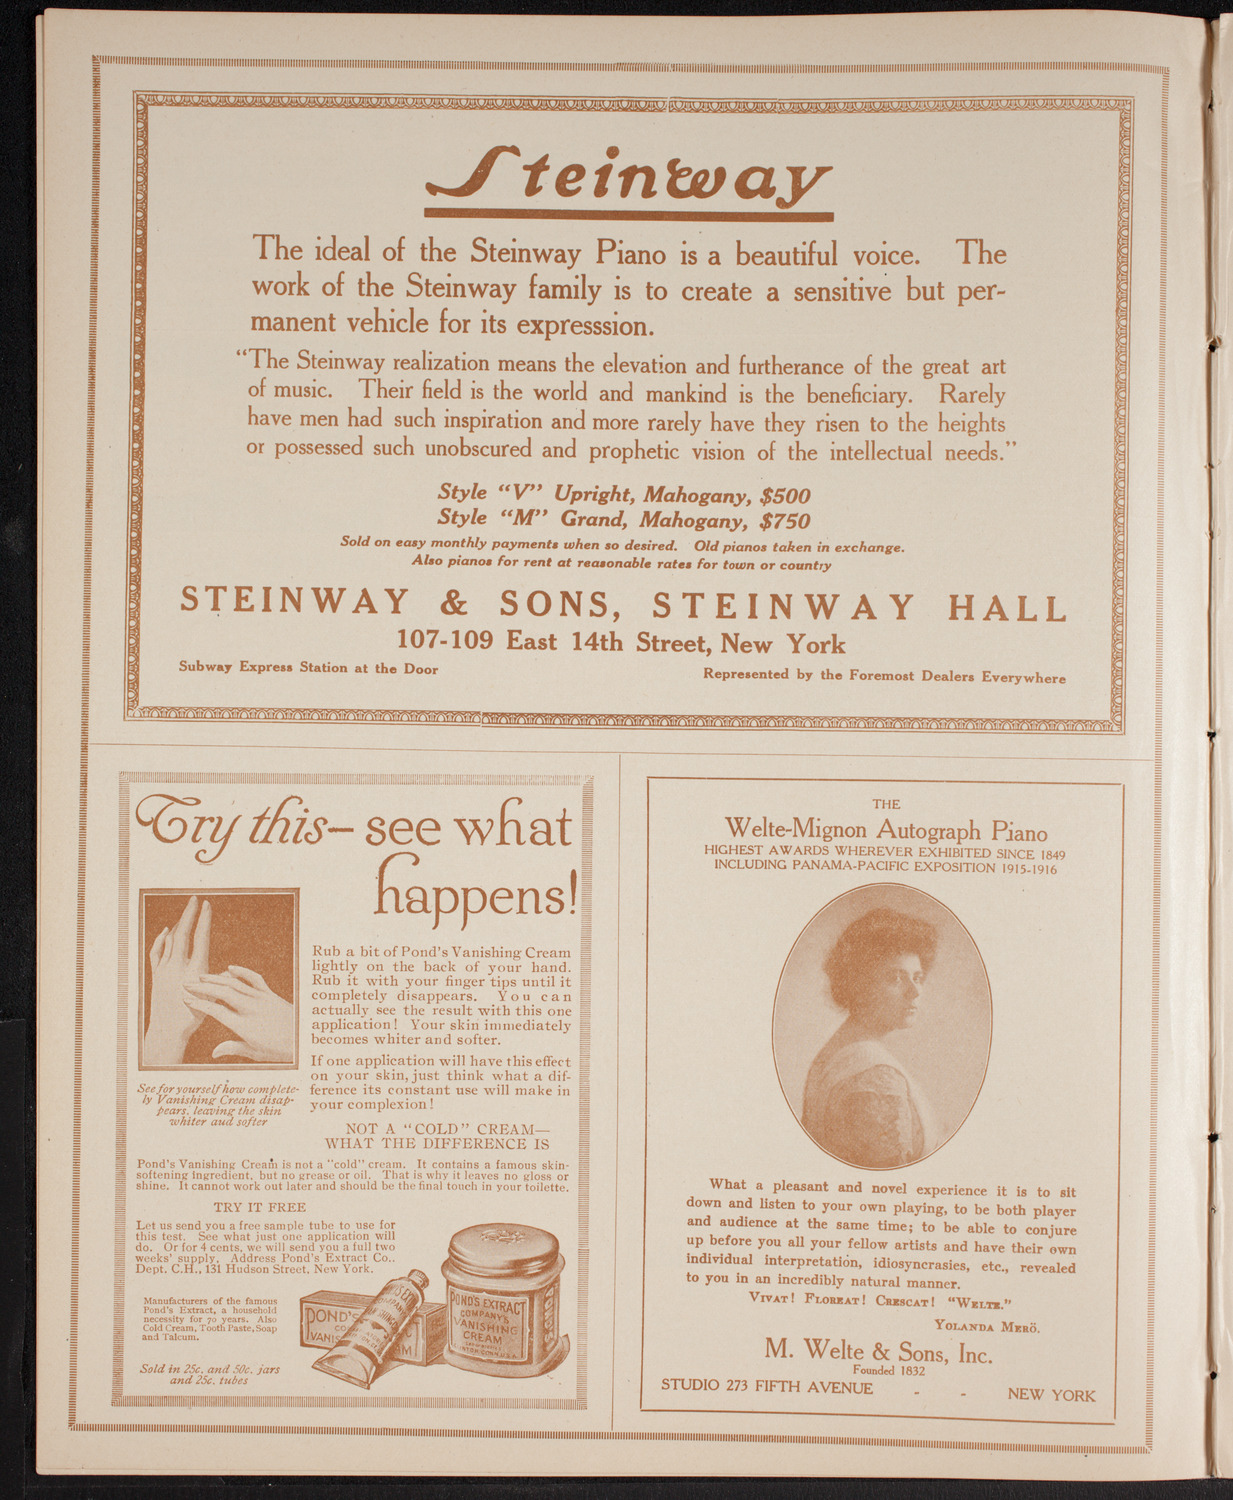 Steinway
The ideal of the Steinway Piano is a beautiful voice. The
work of the Steinway family is to create a sensitive but per-
manent vehicle for its expresssion.
“The Steinway realization means the elevation and furtherance of the great art
of music. Their field is the world and mankind is the beneficiary. Rarely
have men had such inspiration and more rarely have they risen to the heights
or possessed such unobscured and prophetic vision of the intellectual needs.”
Style “V” Upright, Mahogany, $500
Style “M” Grand, Mahogany, $750
Sold on easy monthly payments when so desired. Old pianos taken in exchange.
Also pianos for rent at reasonable rates for town or country
STEINWAY & SONS, STEINWAY HALL
107-109 East 14th Street, New York
Subway Express Station at the Door
Represented by the Foremost Dealers Everywhere
Try this—see what
happens!
Rub a bit of Pond's Vanishing Cream
lightly on the back of your hand.
Rub it with your finger tips until it
completely disappears. You can
actually see the result with this one
application! Your skin immediately
becomes whiter and softer.
If one application will have this effect
on your skin, just think what a dif-
ference its constant use will make in
your complexion!
See for yourself how complete-
ly Vanishing Cream disap-
pears, leaving the skin
whiter aud softer
NOT A “COLD” CREAM—
WHAT THE DIFFERENCE IS
Pond's Vanishing Cream is not a “cold” cream. It contains a famous skin-
softening ingredient, but no grease or oil. That is why it leaves no gloss or
shine. It cannot work out later and should be the final touch in your toilette.
TRY IT FREE
Let us send you a free sample tube to use for
this test. See what just one application will
do. Or for 4 cents, we will send you a full two
weeks' supply. Address Pond's Extract Co.,
Dept. C.H., 131 Hudson Street, New York.
Manufacturers of the famous
Pond's Extract, a household
necessity for 70 years. Also
Cold Cream, Tooth Paste, Soap
and Talcum.
Sold in 25c. and 50c. jars
and 25c. tubes
POND'S
VANIS
POND'S EXTRACT
COMPANY'S
VANISHING
CREAM
THE
Welte-Mignon Autograph Piano
HIGHEST AWARDS WHEREVER EXHIBITED SINCE 1849
INCLUDING PANAMA-PACIFIC EXPOSITION 1915-1916
What a pleasant and novel experience it is to sit
down and listen to your own playing, to be both player
and audience at the same time; to be able to conjure
up before you all your fellow artists and have their own
individual interpretation, idiosyncrasies, etc., revealed
to you in an incredibly natural manner.
VIVAT! FLOREAT! CRESCAT! “WELTE.”
YOLANDA MERÖ.
M. Welte & Sons, Inc.
Founded 1832
STUDIO 273 FIFTH AVENUE - - NEW YORK